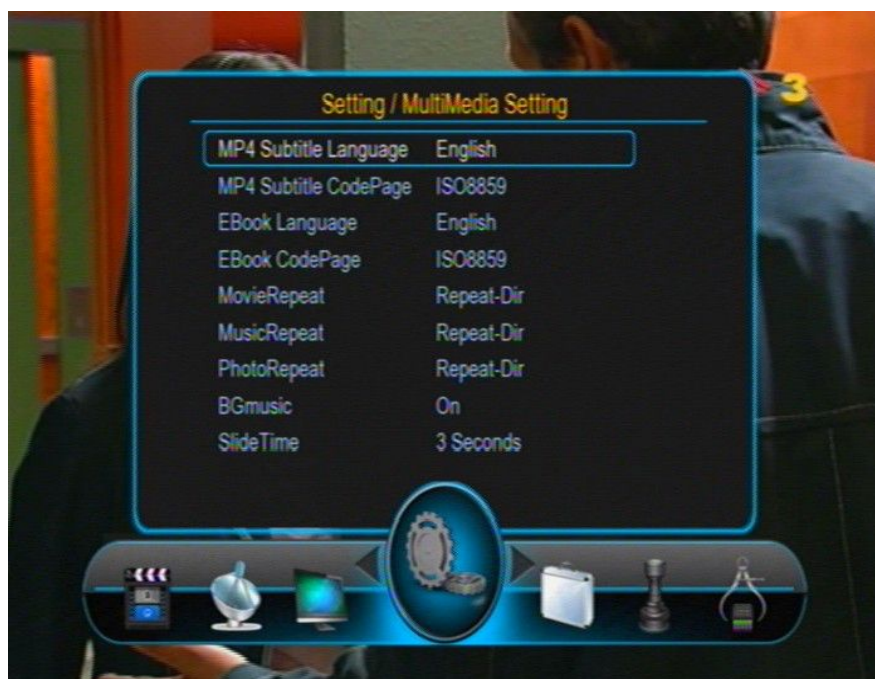 3
Setting / MultiMedia Setting
MP4 Subtitle Language English
MP4 Subtitle CodePage ISO8859
EBook Language English
EBook CodePage ISO8859
MovieRepeat Repeat-Dir
MusicRepeat Repeat-Dir
PhotoRepeat Repeat-Dir
BGmusic On
SlideTime 3 Seconds